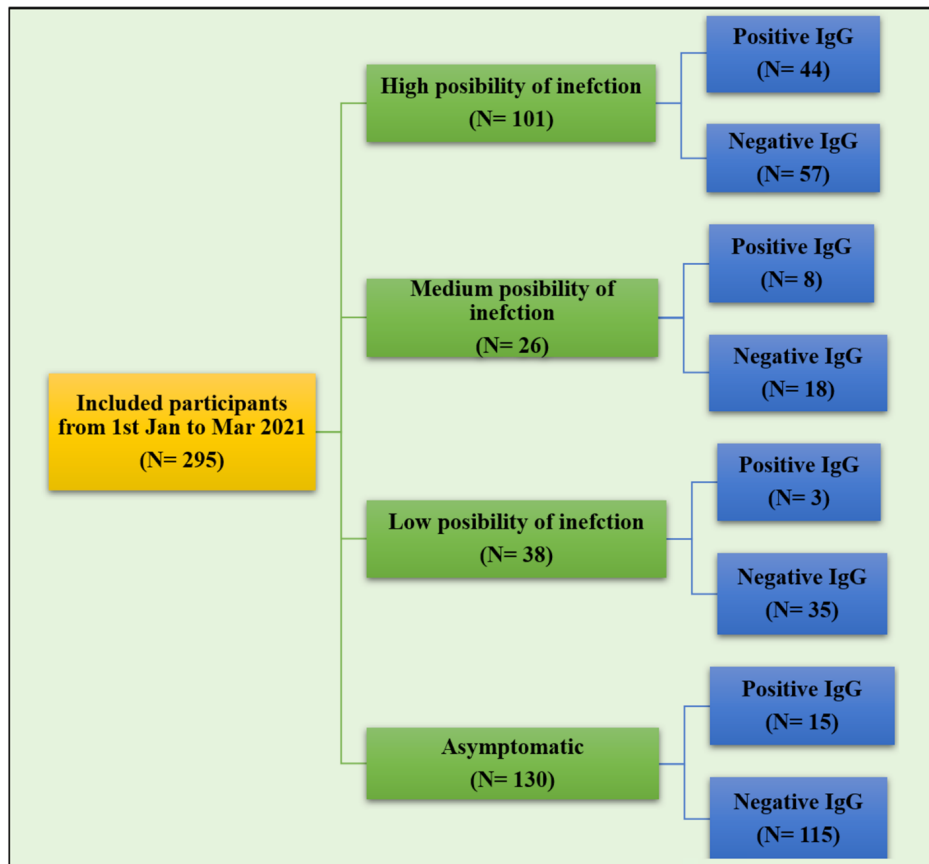 Included participants
from 1st Jan to Mar 2021
(N= 295)
High posibility of inefction
(N= 101)
Positive IgG
(N= 44)
Negative IgG
(N= 57)
Medium posibility of
inefction
(N= 26)
Positive IgG
(N= 8)
Negative IgG
(N= 18)
Low posibility of inefction
(N= 38)
Positive IgG
(N= 3)
Negative IgG
(N= 35)
Asymptomatic
(N= 130)
Positive IgG
(N= 15)
Negative IgG
(N= 115)